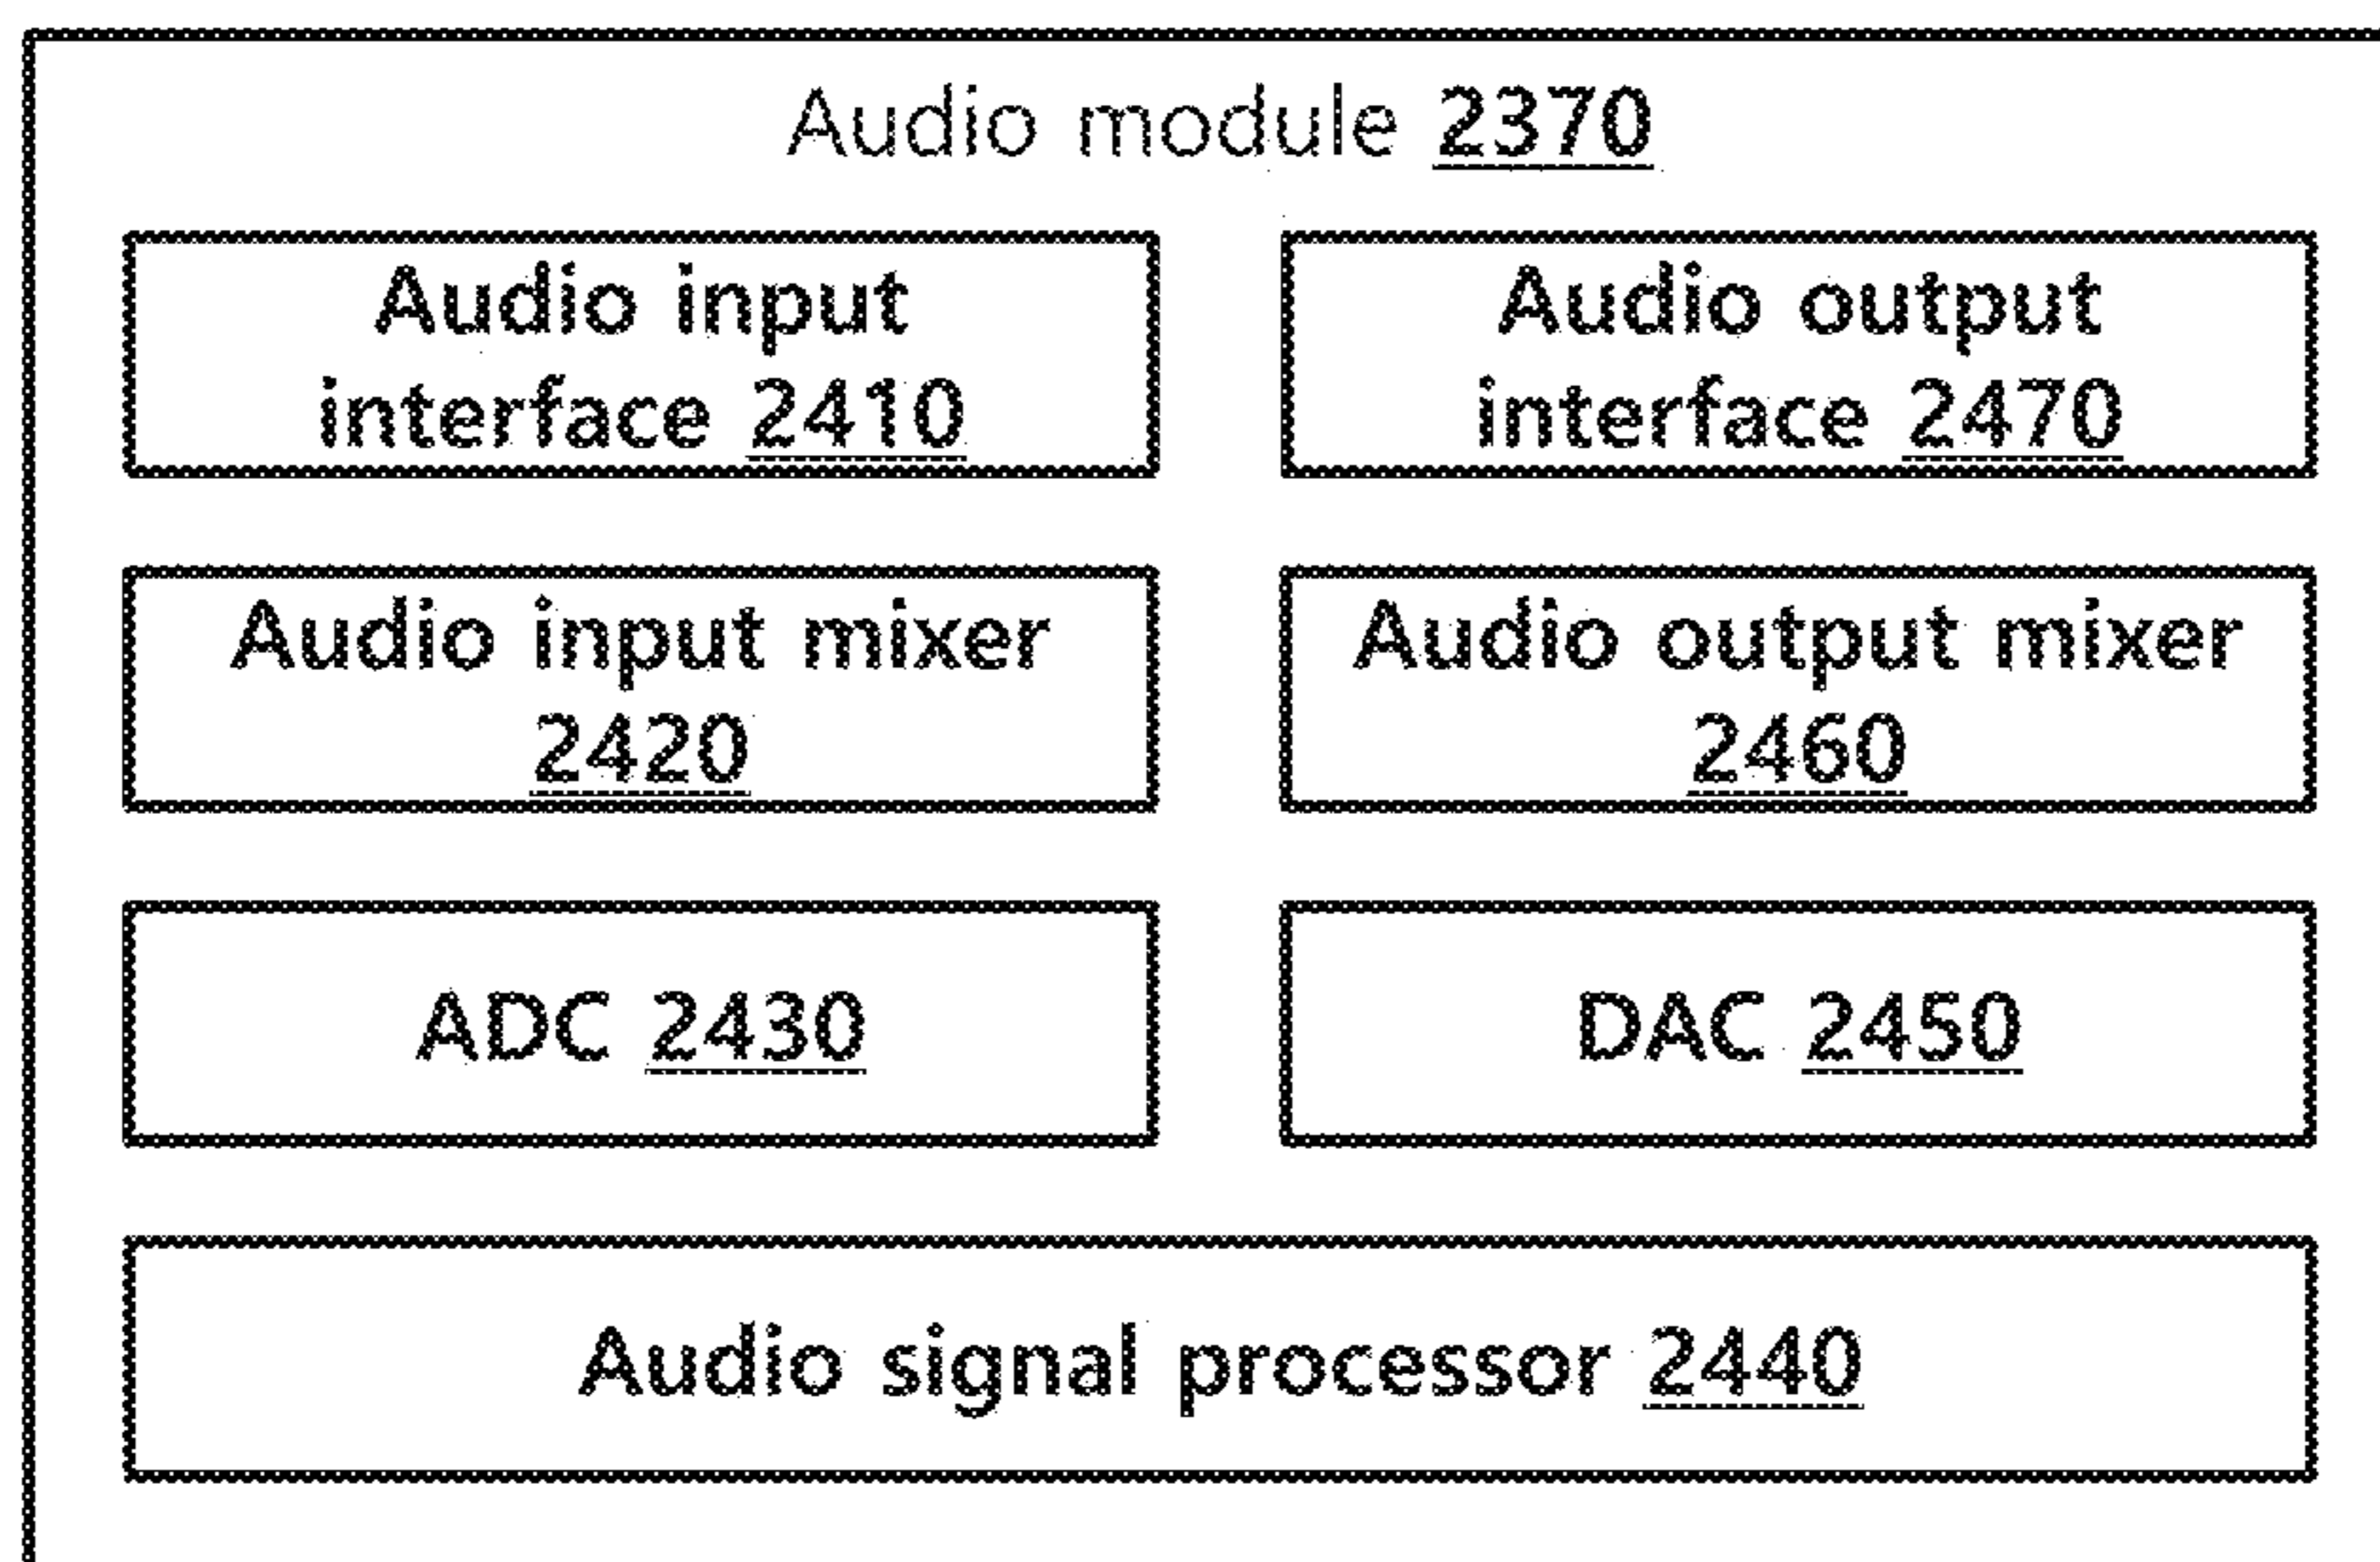 Audio module 2370
Audio input
interface 2410
Audio output
interface 2470
Audio input mixer
2420
Audio output mixer
2460
ADC 2430
DAC 2450
Audio signal processor 2440